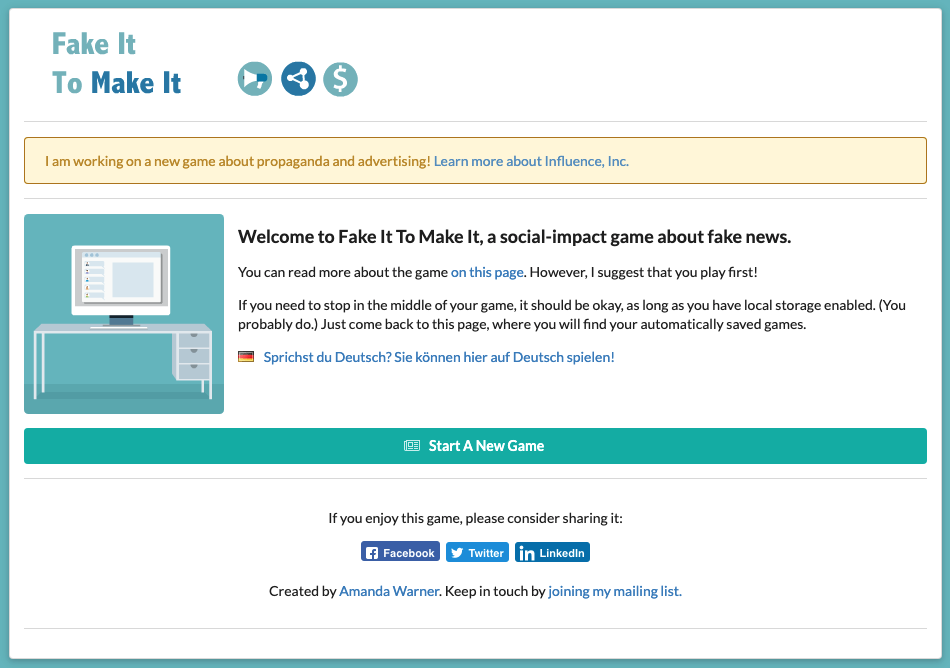 Fake It
To Make It
I am working on a new game about propaganda and advertising! Learn more about Influence, Inc.
Welcome to Fake It To Make It, a social-impact game about fake news.
You can read more about the game on this page. However, I suggest that you play first!
If you need to stop in the middle of your game, it should be okay, as long as you have local storage enabled. (You
probably do.) Just come back to this page, where you will find your automatically saved games.
Sprichst du Deutsch? Sie können hier auf Deutsch spielen!
Start A New Game
If you enjoy this game, please consider sharing it:
Facebook Twitter LinkedIn
Created by Amanda Warner. Keep in touch by joining my mailing list.